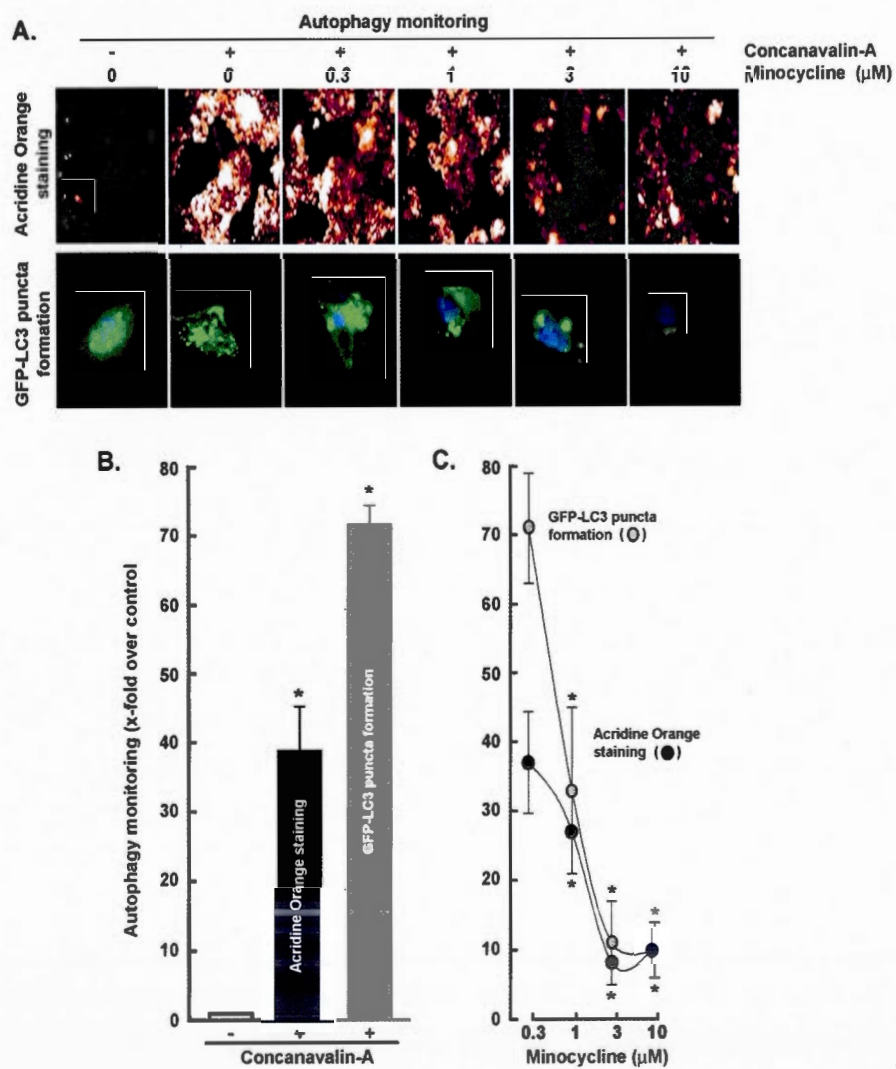 A.
Autophagy monitoring
- + + + + + Concanavalin-A
0 0 0.3 1 3 10 Minocycline (µM)
Acridine Orange
staining
GFP-LC3 puncta
formation
B.
Autophagy monitoring (x-fold over control
80
70
60
50
40
30
20
10
0
*
*
Acridine Orange staining
GFP-LC3 puncta formation
- + +
Concanavalin-A
C.
80
70
60
50
40
30
20
10
0
GFP-LC3 puncta
formation (O)
Acridine Orange
staining (●)
*
*
*
*
*
*
0.3 1 3 10
Minocycline (µM)